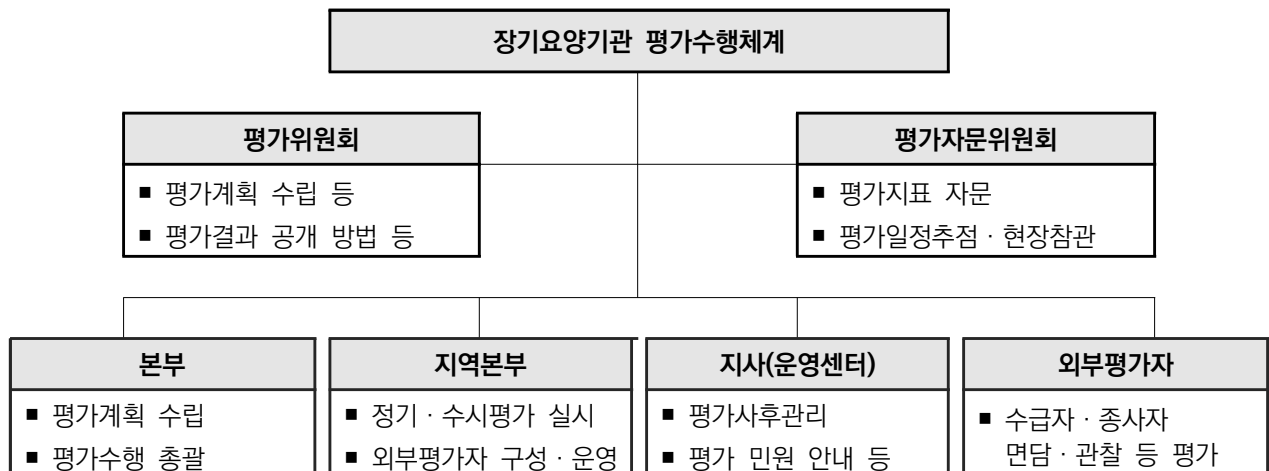 장기요양기관 평가수행체계
평가위원회
■ 평가계획 수립 등
■ 평가결과 공개 방법 등
평가자문위원회
■ 평가지표 자문
■ 평가일정추점 · 현장참관
본부
■ 평가계획 수립
■ 평가수행 총괄
지역본부
■ 정기 · 수시평가 실시
■ 외부평가자 구성 · 운영
지사(운영센터)
■ 평가사후관리
■ 평가 민원 안내 등
외부평가자
■ 수급자 · 종사자
면담 · 관찰 등 평가